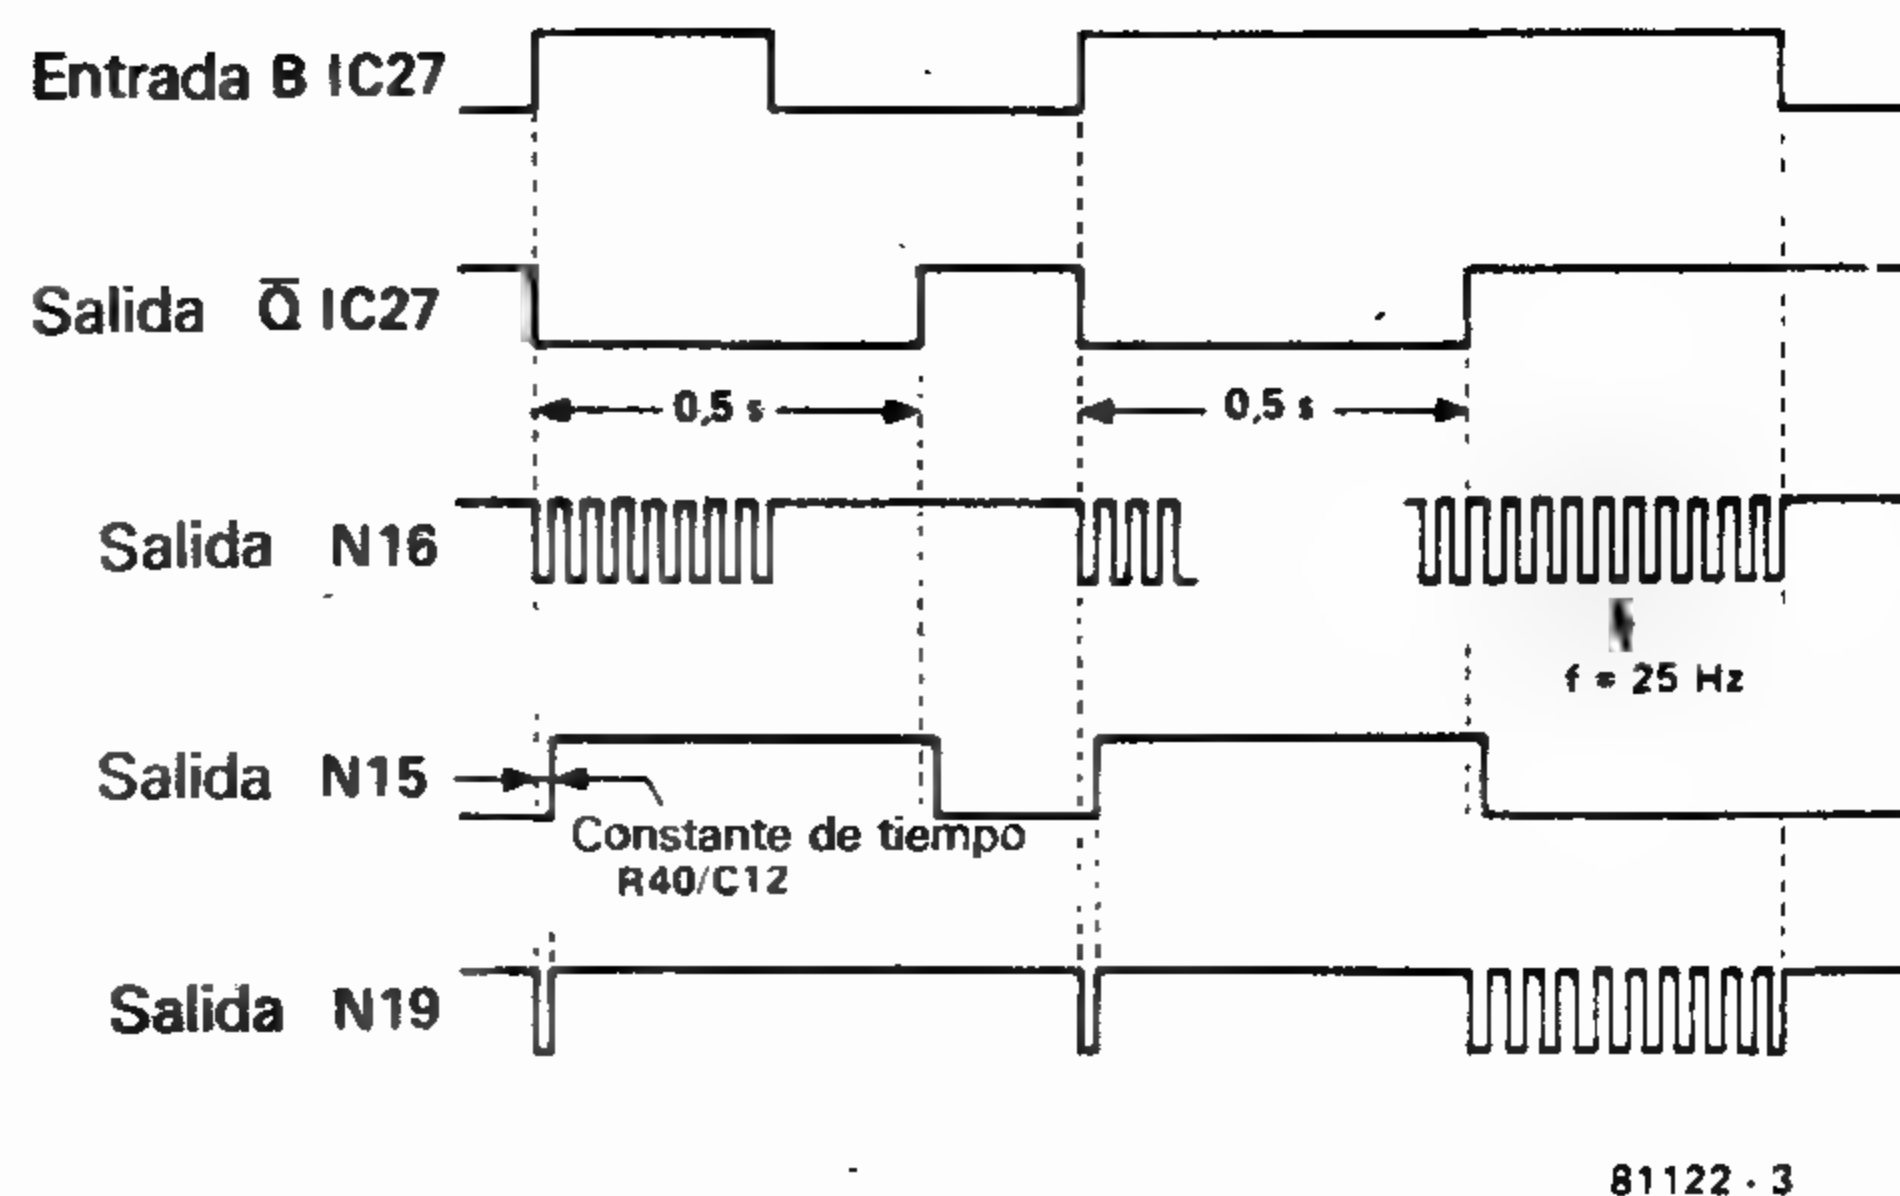 Entrada B IC27
Salida Q̅ IC27
0,5 s
0,5 s
Salida N16
f = 25 Hz
Salida N15
Constante de tiempo
R40/C12
Salida N19
81122 - 3